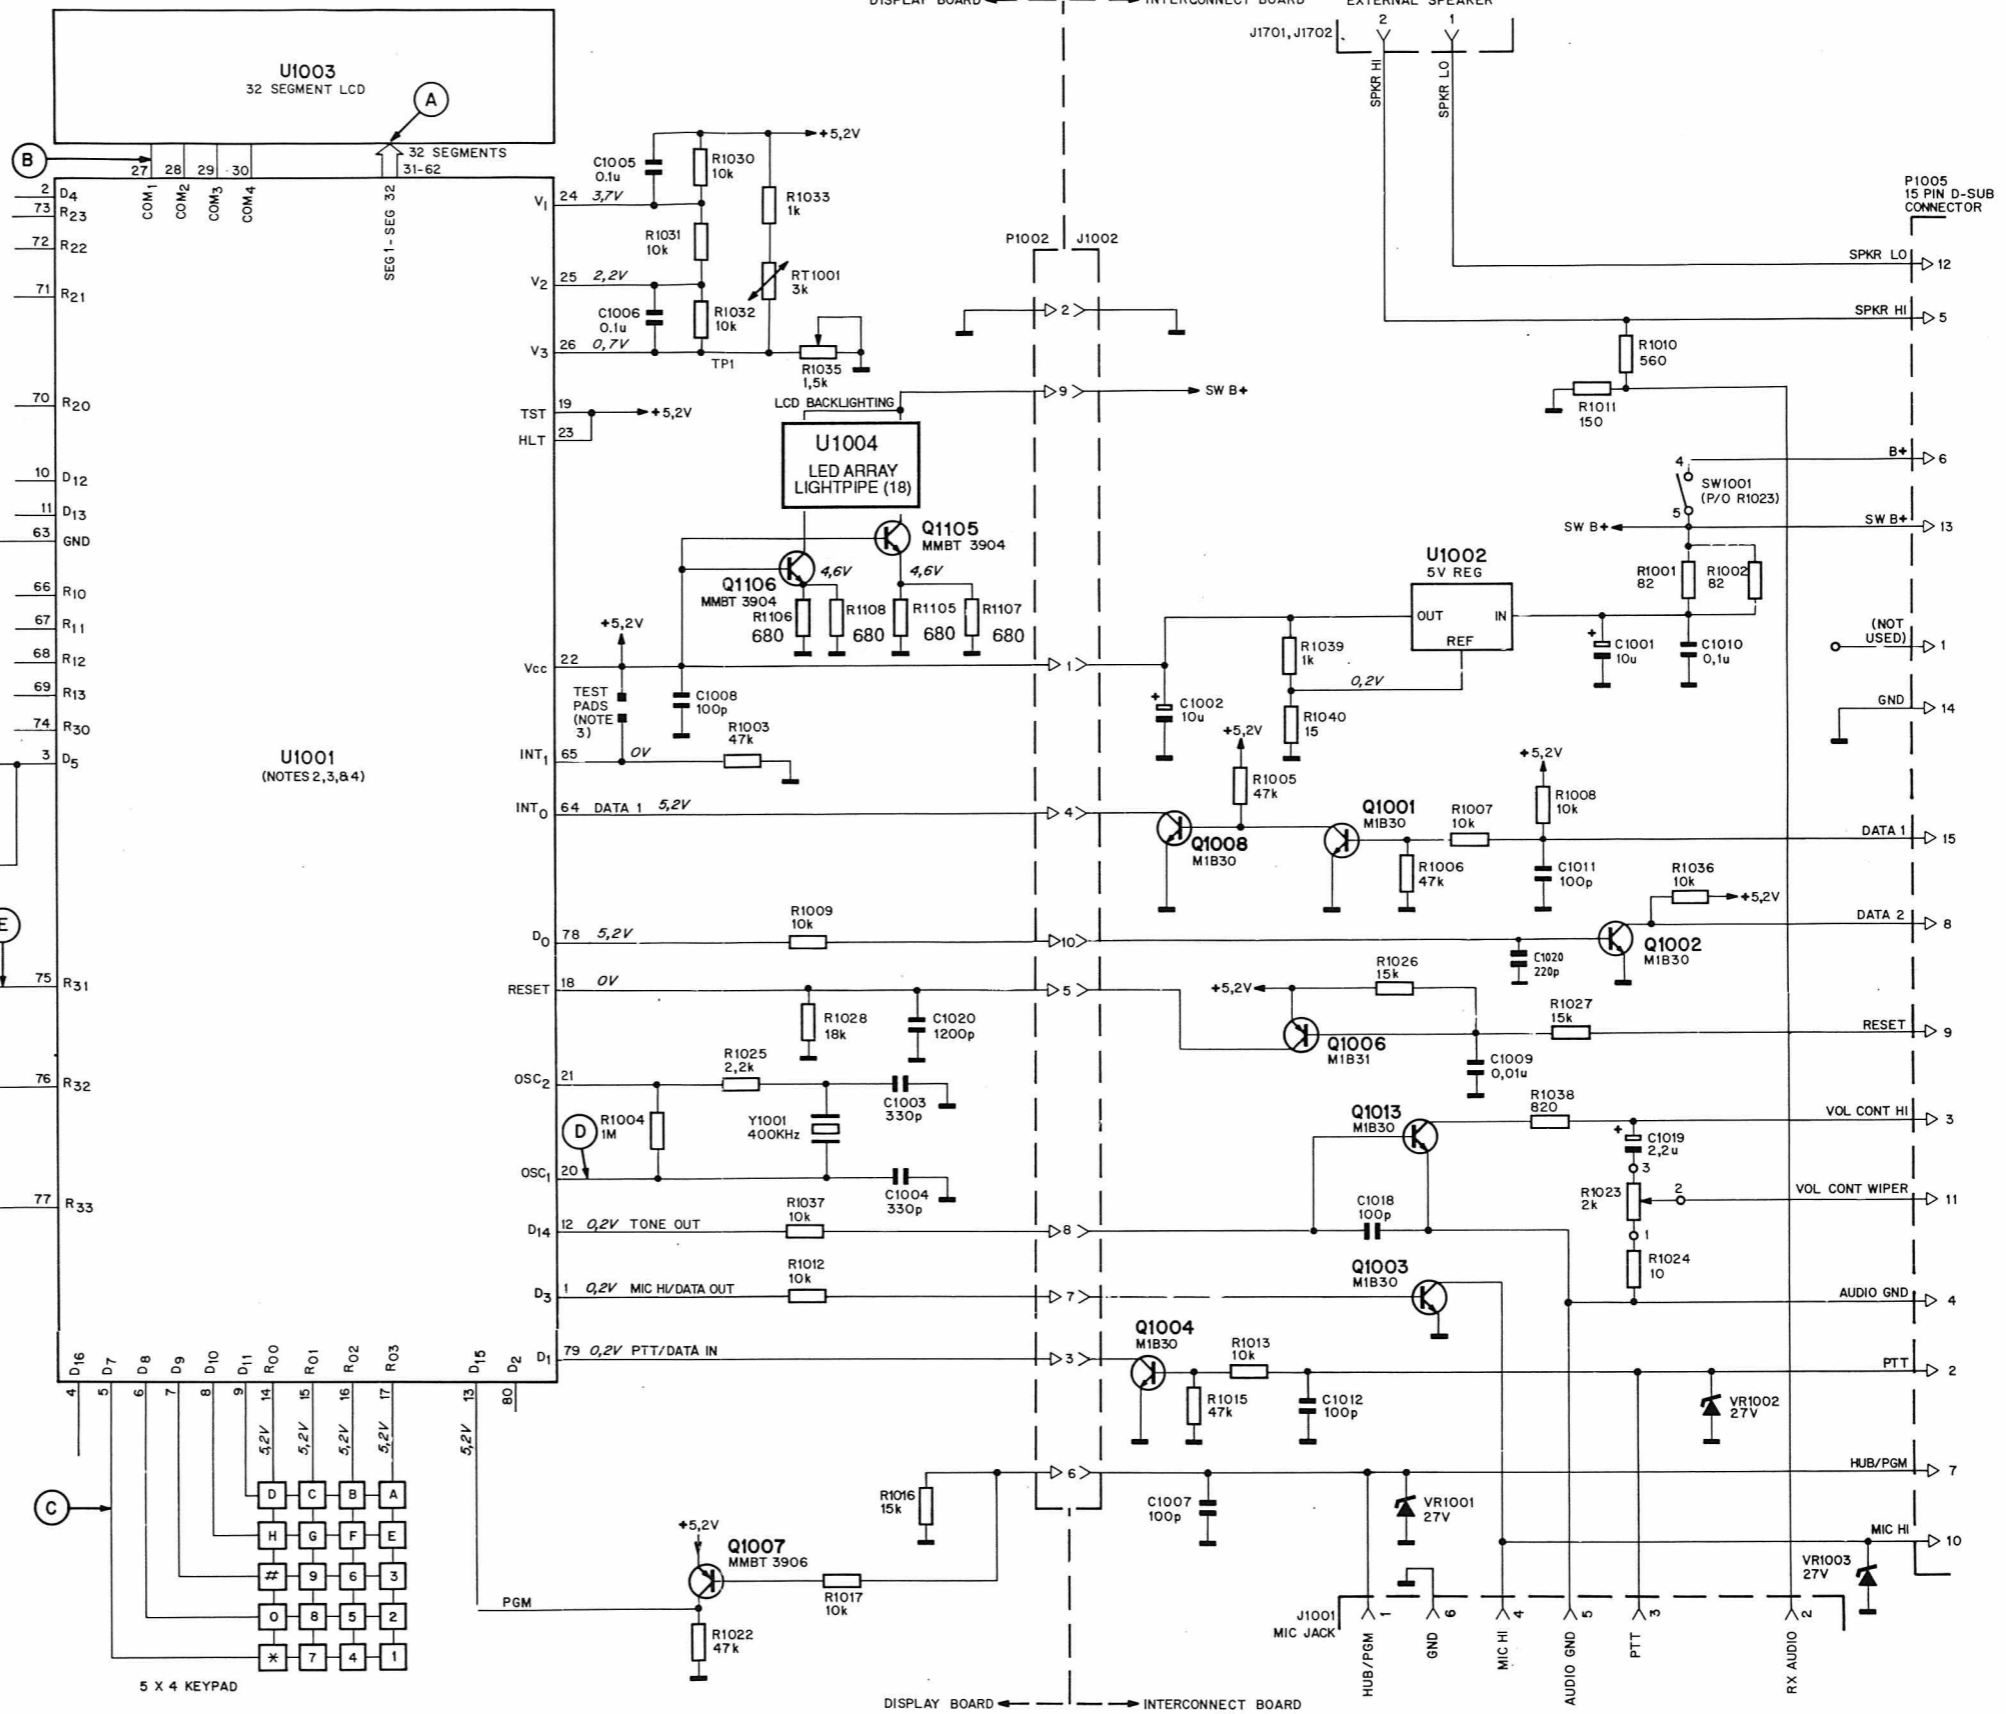 DISPLAY BOARD
INTERCONNECT BOARD
EXTERNAL SPEAKER
J1701, J1702
2
1
SPKR HI
SPKR LO
U1003
32 SEGMENT LCD
A
B
32 SEGMENTS
31-62
27
28
29
30
COM1
COM2
COM3
COM4
SEG 1 - SEG 32
2 D4
73 R23
72 R22
71 R21
70 R20
10 D12
11 D13
63 GND
66 R10
67 R11
68 R12
69 R13
74 R30
3 D5
U1001
(NOTES 2,3,&4)
E
75 R31
76 R32
77 R33
V1 24 3,7V
V2 25 2,2V
V3 26 0,7V
TST 19
HLT 23
+5,2V
C1005
0.1u
R1030
10k
+5,2V
R1033
1k
R1031
10k
RT1001
3k
C1006
0.1u
R1032
10k
TP1
R1035
1,5k
LCD BACKLIGHTING
U1004
LED ARRAY
LIGHTPIPE (18)
Q1105
MMBT 3904
Q1106
MMBT 3904
4,6V
4,6V
R1106
680
R1108
680
R1105
680
R1107
680
+5,2V
Vcc 22
TEST
PADS
(NOTE
3)
C1008
100p
R1003
47k
INT1 65 0V
INT0 64 DATA 1 5,2V
D0 78 5,2V
R1009
10k
RESET 18 0V
R1028
18k
C1020
1200p
OSC2 21
R1025
2,2k
R1004
1M
D
Y1001
400KHz
C1003
330p
OSC1 20
C1004
330p
R1037
10k
D14 12 0,2V TONE OUT
R1012
10k
D3 1 0,2V MIC HI/DATA OUT
D1 79 0,2V PTT/DATA IN
D16
D7
D8
D9
D10
D11
R00
R01
R02
R03
D15
D2
4
5
6
7
8
9
14
15
16
17
13
80
5,2V
5,2V
5,2V
5,2V
5,2V
C
D C B A
H G F E
# 9 6 3
0 8 5 2
* 7 4 1
5 X 4 KEYPAD
PGM
+5,2V
Q1007
MMBT 3906
R1022
47k
R1017
10k
R1016
15k
P1002
J1002
2
9
1
4
10
5
8
7
3
6
SW B+
P1005
15 PIN D-SUB
CONNECTOR
SPKR LO 12
SPKR HI 5
R1010
560
R1011
150
B+ 6
4
SW1001
(P/O R1023)
5
SW B+
SW B+ 13
U1002
5V REG
OUT
IN
REF
R1001
82
R1002
82
C1001
10u
+
C1010
0,1u
(NOT
USED)
1
GND 14
R1039
1k
0,2V
R1040
15
+
C1002
10u
+5,2V
R1005
47k
+5,2V
R1008
10k
Q1008
M1B30
Q1001
M1B30
R1007
10k
R1006
47k
C1011
100p
DATA 1 15
R1036
10k
+5,2V
DATA 2 8
Q1002
M1B30
C1020
220p
R1026
15k
+5,2V
Q1006
M1B31
R1027
15k
RESET 9
C1009
0,01u
R1038
820
Q1013
M1B30
VOL CONT HI 3
+
C1019
2,2u
3
R1023
2k
2
VOL CONT WIPER 11
1
R1024
10
C1018
100p
Q1003
M1B30
AUDIO GND 4
Q1004
M1B30
R1013
10k
R1015
47k
C1012
100p
PTT 2
VR1002
27V
HUB/PGM 7
C1007
100p
VR1001
27V
MIC HI 10
VR1003
27V
J1001
MIC JACK
1
6
4
5
3
2
HUB/PGM
GND
MIC HI
AUDIO GND
PTT
RX AUDIO
DISPLAY BOARD
INTERCONNECT BOARD